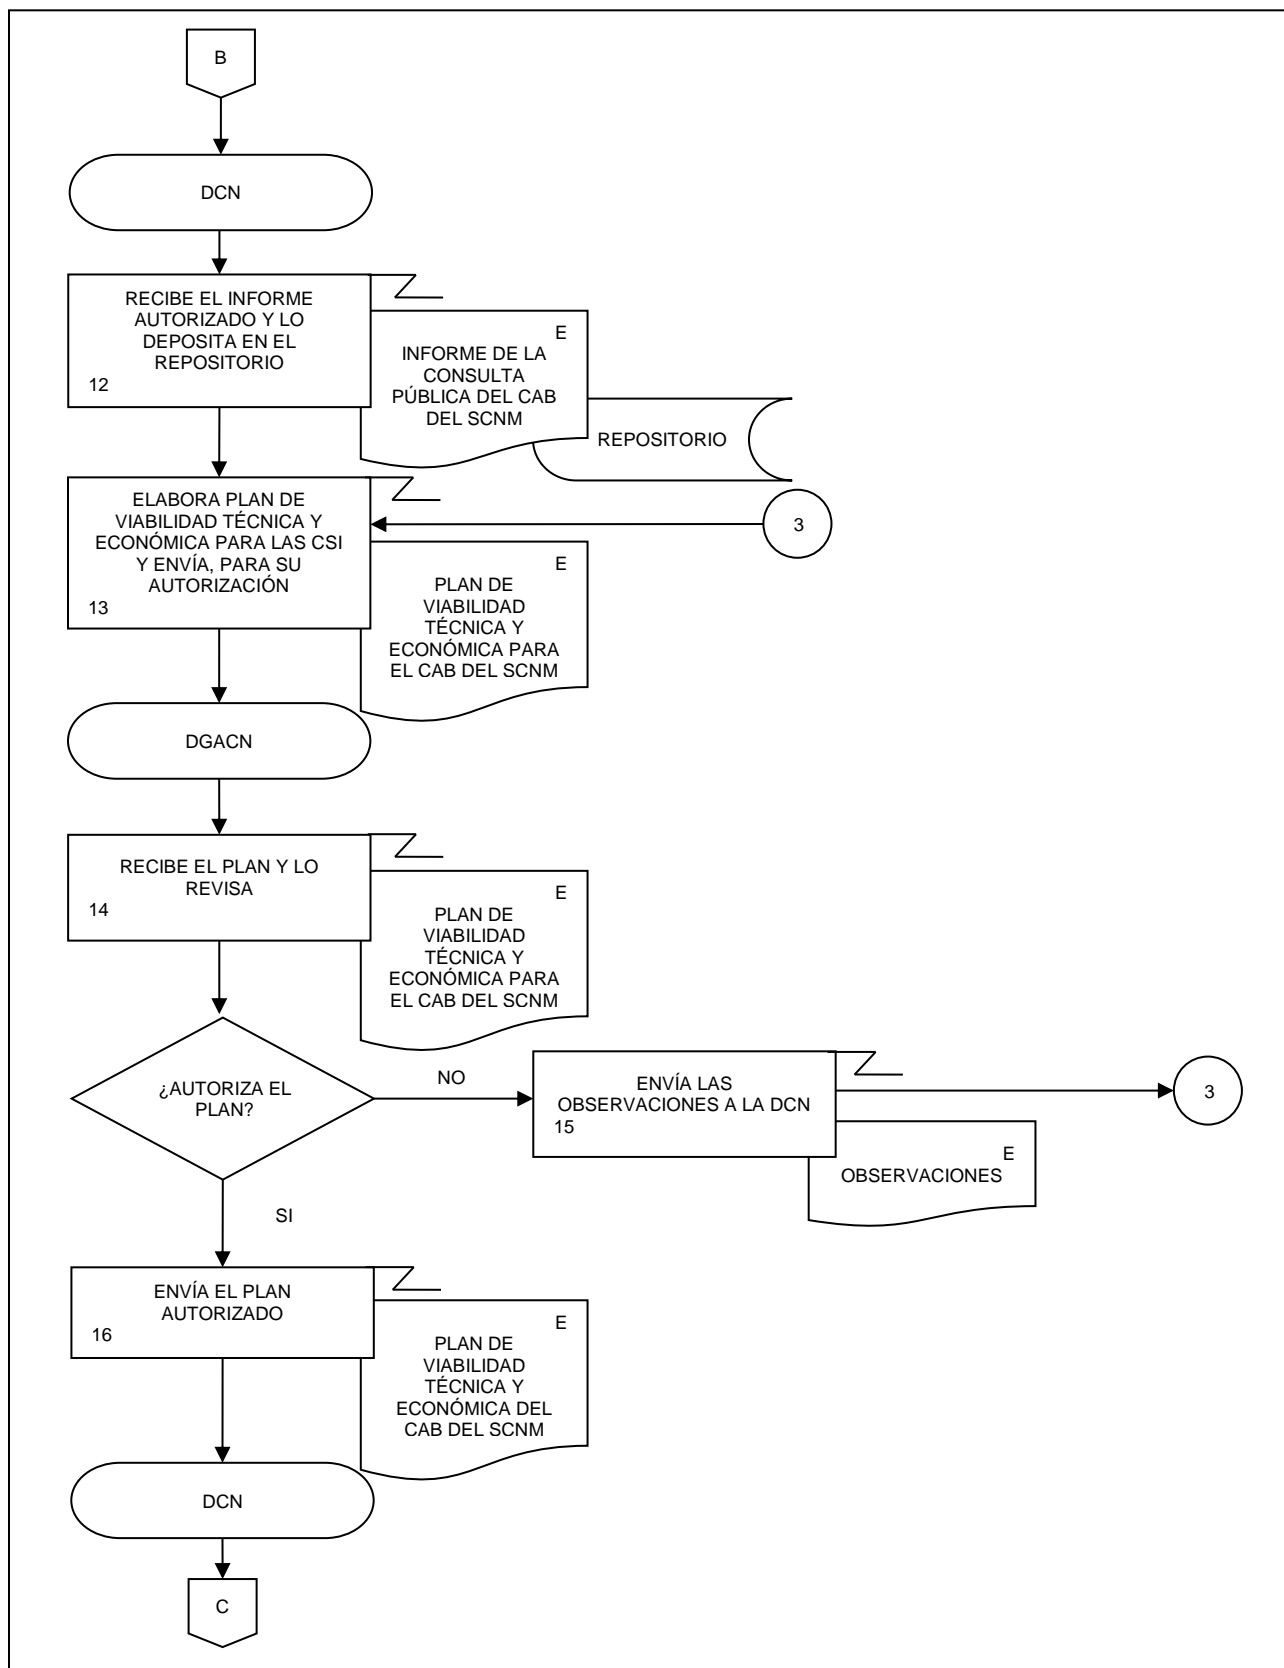 B
DCN
RECIBE EL INFORME
AUTORIZADO Y LO
DEPOSITA EN EL
REPOSITORIO
12
E
INFORME DE LA
CONSULTA
PÚBLICA DEL CAB
DEL SCNM
REPOSITORIO
ELABORA PLAN DE
VIABILIDAD TÉCNICA Y
ECONÓMICA PARA LAS CSI
Y ENVÍA, PARA SU
AUTORIZACIÓN
13
3
E
PLAN DE
VIABILIDAD
TÉCNICA Y
ECONÓMICA PARA
EL CAB DEL SCNM
DGACN
RECIBE EL PLAN Y LO
REVISA
14
E
PLAN DE
VIABILIDAD
TÉCNICA Y
ECONÓMICA PARA
EL CAB DEL SCNM
¿AUTORIZA EL
PLAN?
NO
ENVÍA LAS
OBSERVACIONES A LA DCN
15
3
E
OBSERVACIONES
SI
ENVÍA EL PLAN
AUTORIZADO
16
E
PLAN DE
VIABILIDAD
TÉCNICA Y
ECONÓMICA DEL
CAB DEL SCNM
DCN
C